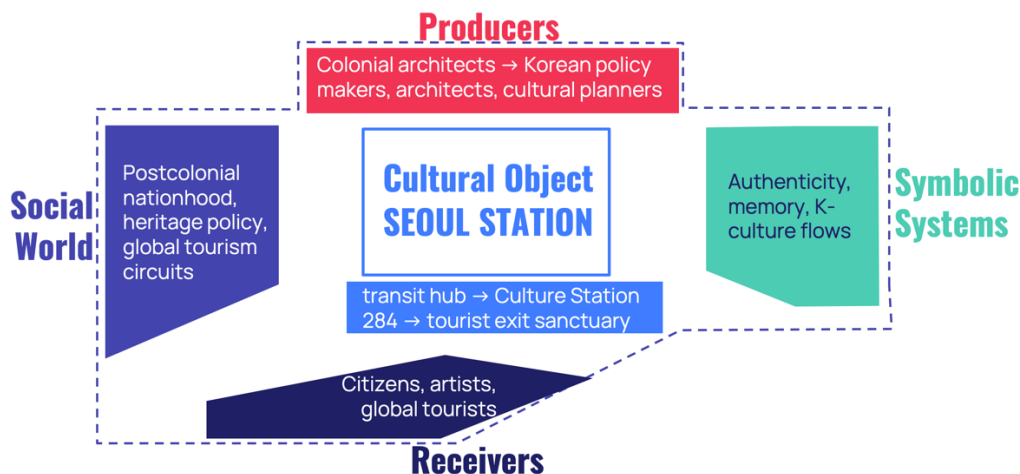 Producers
Colonial architects → Korean policy
makers, architects, cultural planners
Social
World
Postcolonial
nationhood,
heritage policy,
global tourism
circuits
Cultural Object
SEOUL STATION
transit hub → Culture Station
284 → tourist exit sanctuary
Authenticity,
memory, K-
culture flows
Symbolic
Systems
Citizens, artists,
global tourists
Receivers